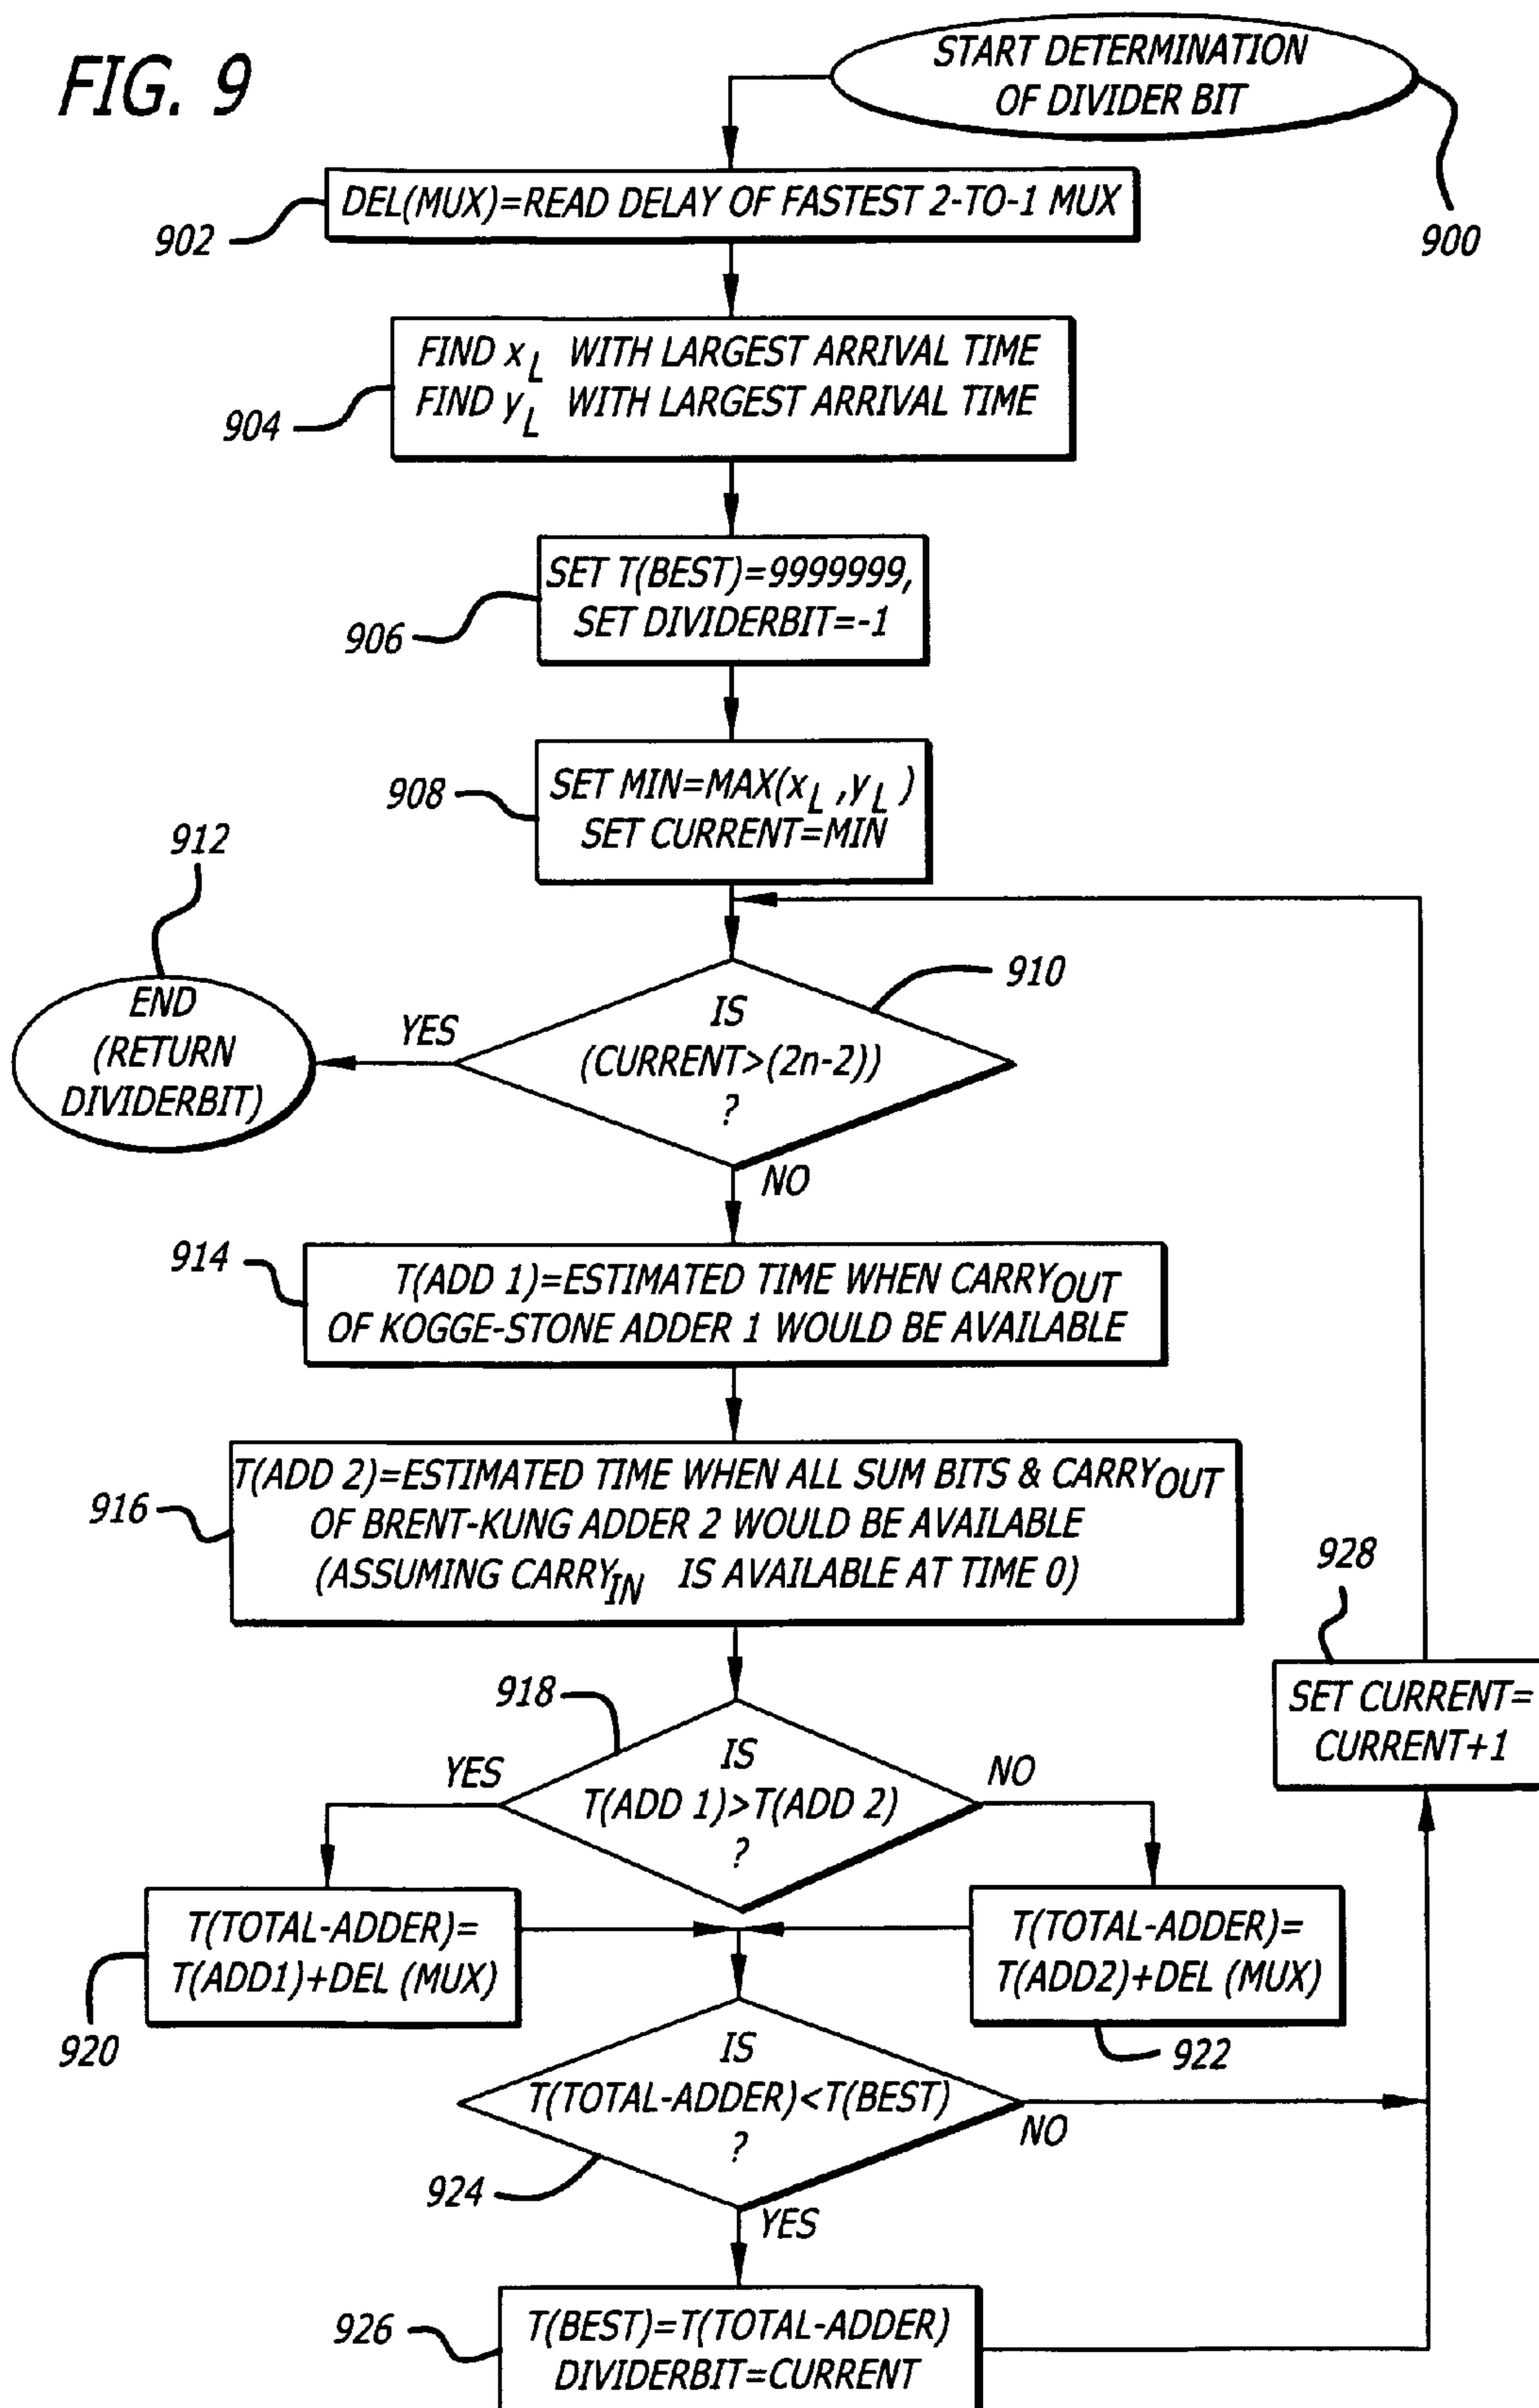 FIG. 9
START DETERMINATION
OF DIVIDER BIT
900
DEL(MUX)=READ DELAY OF FASTEST 2-TO-1 MUX
902
FIND xL WITH LARGEST ARRIVAL TIME
FIND yL WITH LARGEST ARRIVAL TIME
904
SET T(BEST)=9999999,
SET DIVIDERBIT=-1
906
SET MIN=MAX(xL ,yL )
SET CURRENT=MIN
908
912
END
(RETURN
DIVIDERBIT)
YES
IS
(CURRENT>(2n-2))
?
910
NO
914
T(ADD 1)=ESTIMATED TIME WHEN CARRYOUT
OF KOGGE-STONE ADDER 1 WOULD BE AVAILABLE
916
T(ADD 2)=ESTIMATED TIME WHEN ALL SUM BITS & CARRYOUT
OF BRENT-KUNG ADDER 2 WOULD BE AVAILABLE
(ASSUMING CARRYIN IS AVAILABLE AT TIME 0)
928
SET CURRENT=
CURRENT+1
918
YES
IS
T(ADD 1)>T(ADD 2)
?
NO
T(TOTAL-ADDER)=
T(ADD1)+DEL (MUX)
920
T(TOTAL-ADDER)=
T(ADD2)+DEL (MUX)
922
IS
T(TOTAL-ADDER)<T(BEST)
?
NO
924
YES
926
T(BEST)=T(TOTAL-ADDER)
DIVIDERBIT=CURRENT